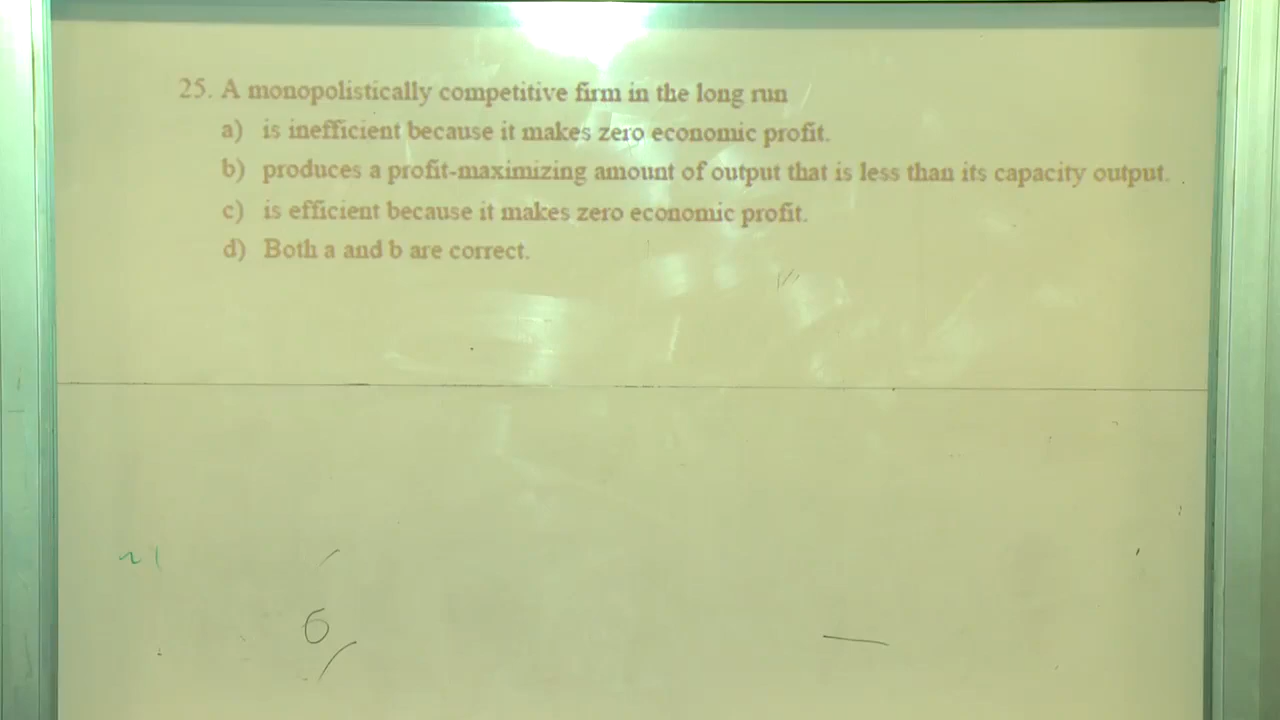 25. A monopolistically competitive firm in the long run
a) is inefficient because it makes zero economic profit.
b) produces a profit-maximizing amount of output that is less than its capacity output.
c) is efficient because it makes zero economic profit.
d) Both a and b are correct.
6